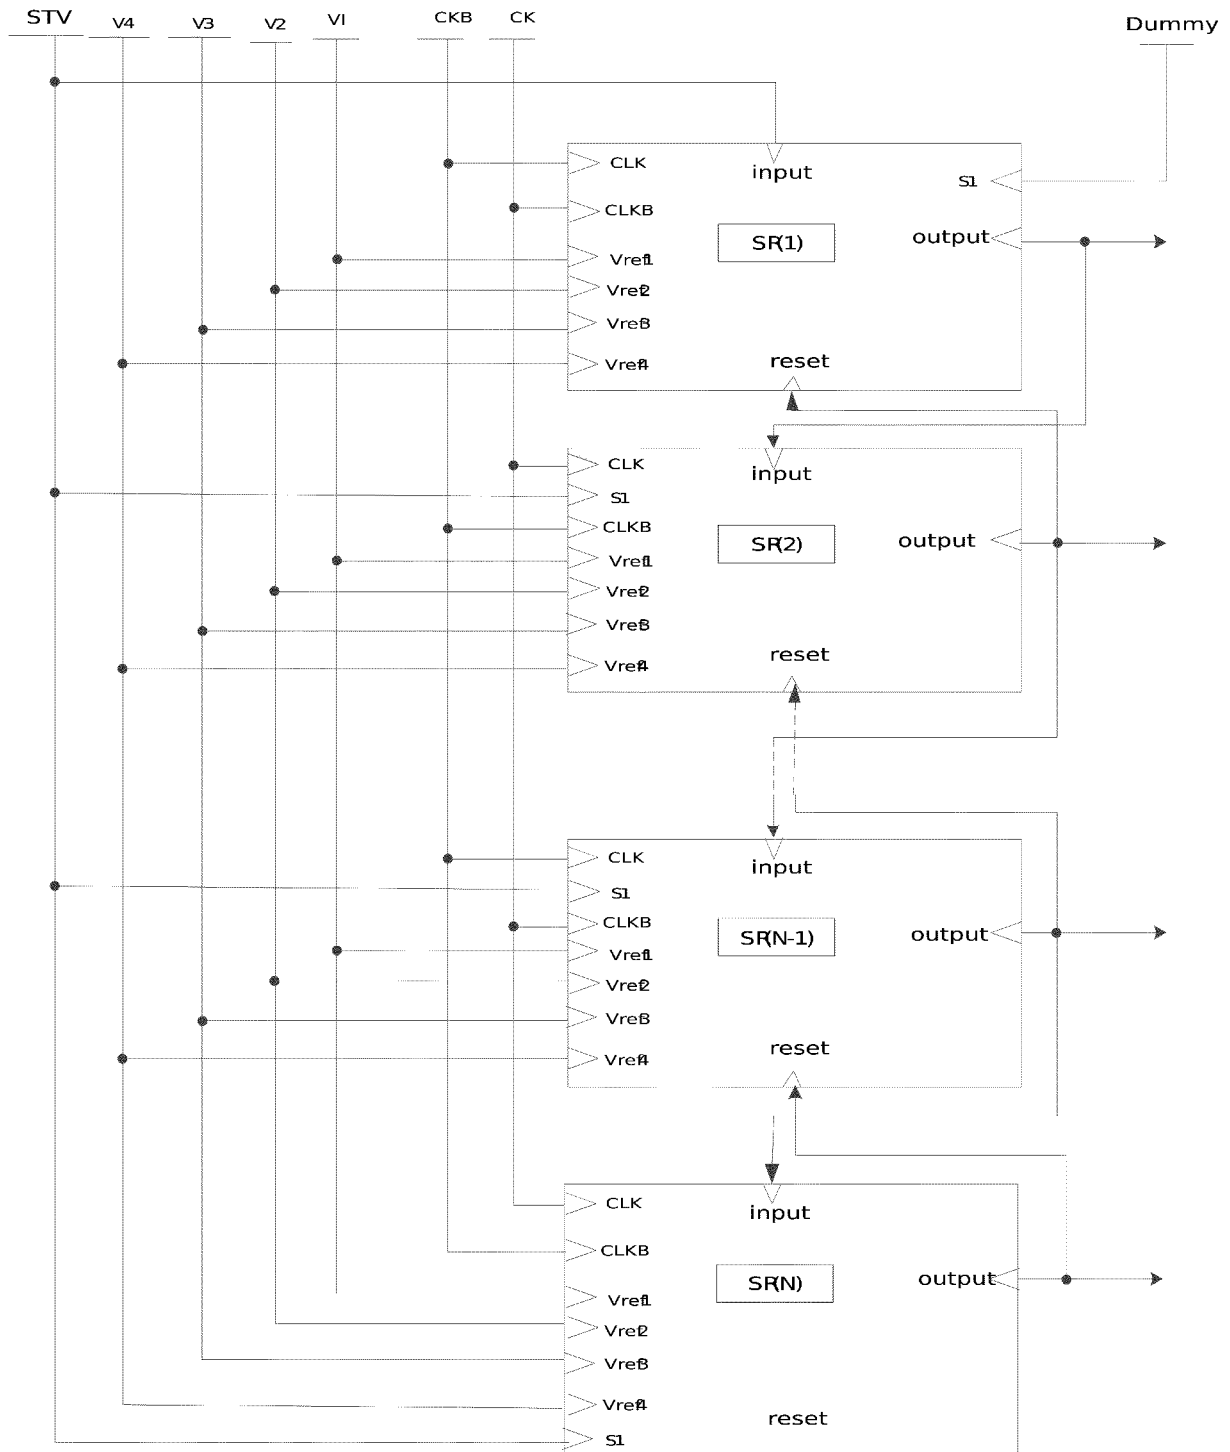 STV V4 V3 V2 V1 CKB CK Dummy
CLK
input
S1
CLKB
output
SR(1)
Vref1
Vref2
Vref3
Vref4
reset
CLK
input
S1
CLKB
SR(2)
output
Vref1
Vref2
Vref3
Vref4
reset
CLK
input
S1
CLKB
SR(N-1)
output
Vref1
Vref2
Vref3
Vref4
reset
CLK
input
CLKB
SR(N)
output
Vref1
Vref2
Vref3
Vref4
reset
S1